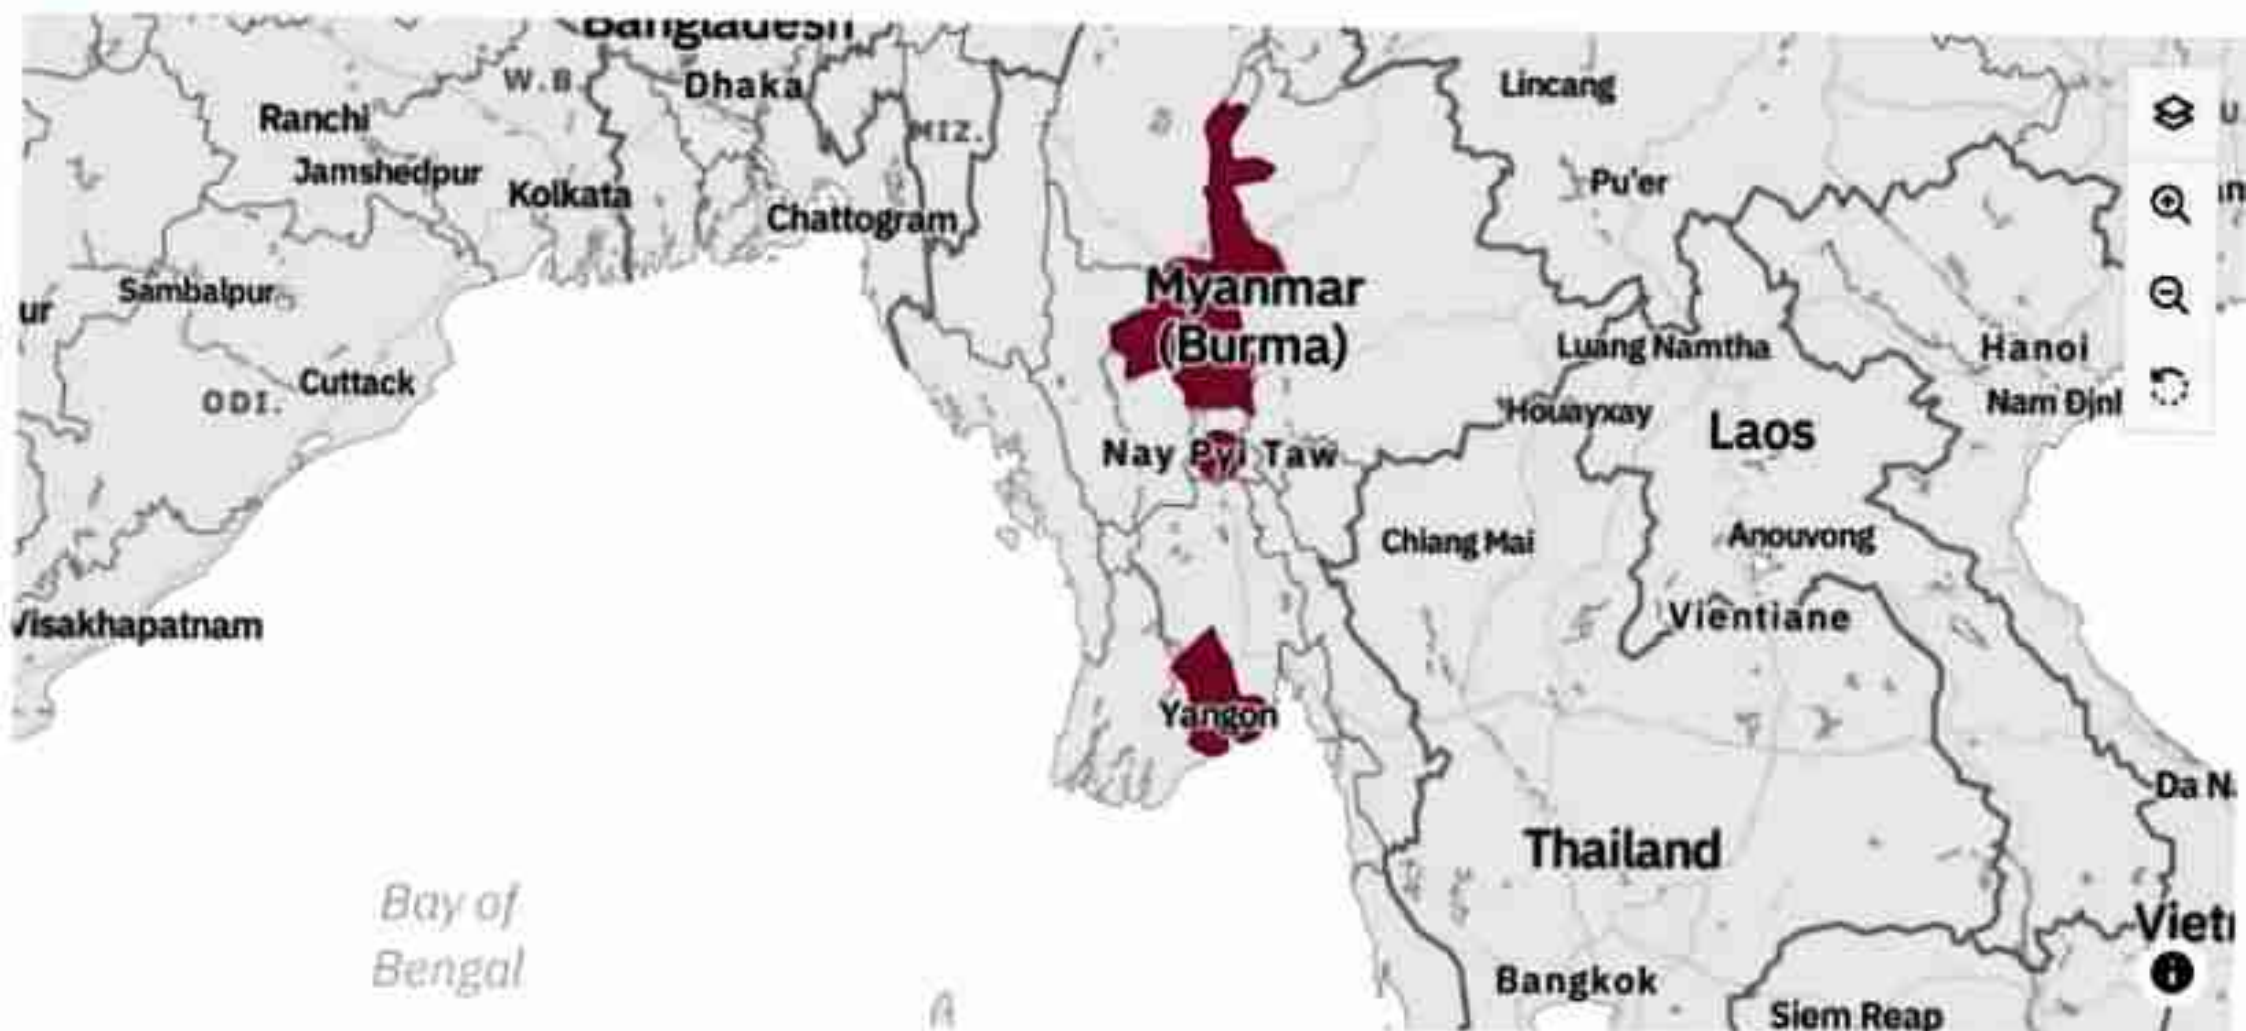 Bangladesh
W.B.
Dhaka
Lincang
Ranchi
MIZ.
Jamshedpur
Kolkata
Pu'er
Chattogram
Sambalpur
Myanmar
(Burma)
ur
Luang Namtha
Hanoi
Cuttack
ODI.
Houayxay
Nam Định
Laos
Nay Pyi Taw
Chiang Mai
Anouvong
Visakhapatnam
Vientiane
Yangon
Da N
Thailand
Bay of
Bengal
Viet
Bangkok
Siem Reap